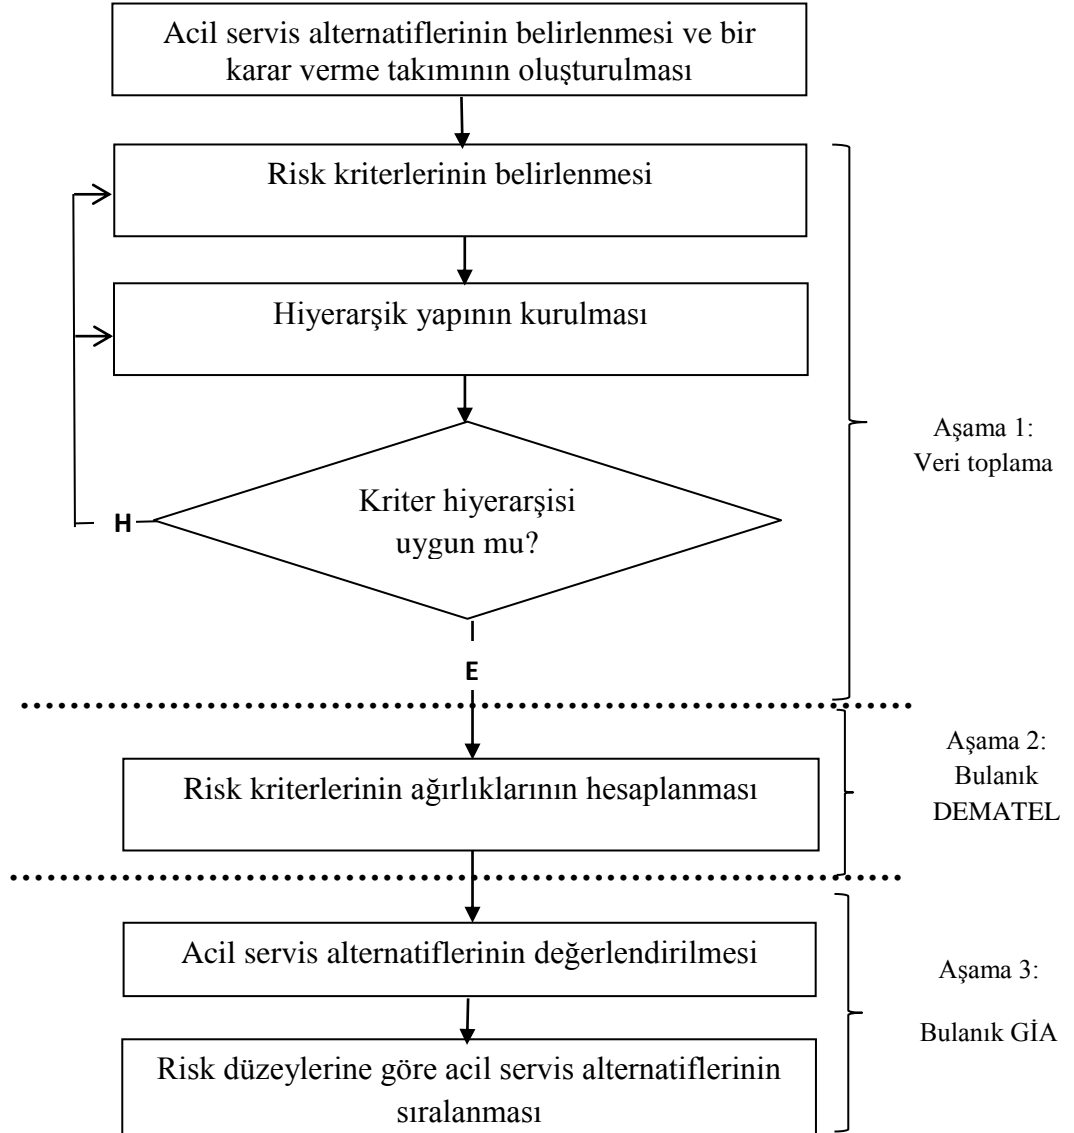 Acil servis alternatiflerinin belirlenmesi ve bir
karar verme takımının oluşturulması
Risk kriterlerinin belirlenmesi
Hiyerarşik yapının kurulması
Kriter hiyerarşisi
uygun mu?
H
E
Aşama 1:
Veri toplama
Risk kriterlerinin ağırlıklarının hesaplanması
Aşama 2:
Bulanık
DEMATEL
Acil servis alternatiflerinin değerlendirilmesi
Risk düzeylerine göre acil servis alternatiflerinin
sıralanması
Aşama 3:
Bulanık GİA